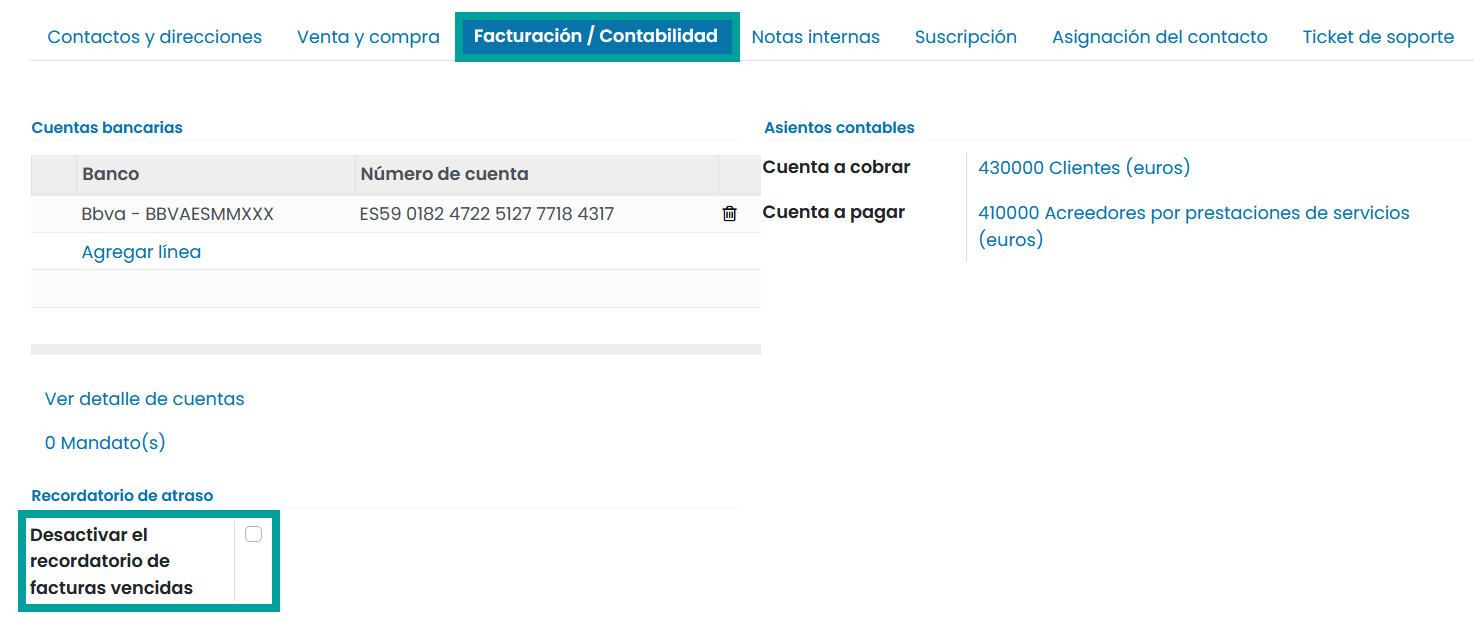 Contactos y direcciones
Venta y compra
Facturación / Contabilidad
Notas internas
Suscripción
Asignación del contacto
Ticket de soporte
Cuentas bancarias
Banco
Número de cuenta
Bbva - BBVAESMMXXX
ES59 0182 4722 5127 7718 4317
Agregar línea
Ver detalle de cuentas
0 Mandato(s)
Recordatorio de atraso
Desactivar el
recordatorio de
facturas vencidas
Asientos contables
Cuenta a cobrar
430000 Clientes (euros)
Cuenta a pagar
410000 Acreedores por prestaciones de servicios
(euros)